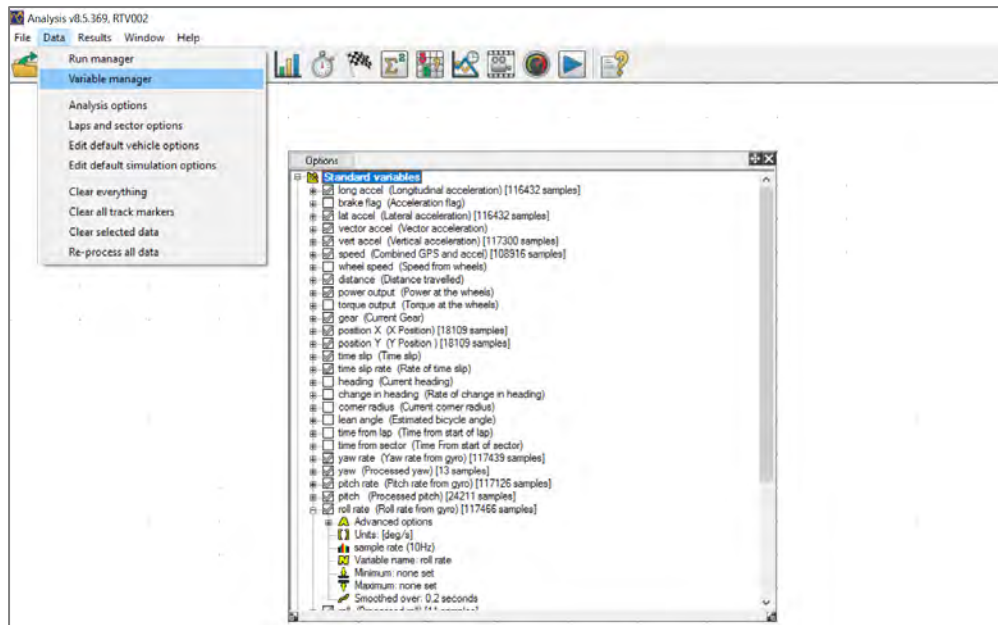 Analysis v8.5.369, RTV002
File Data Results Window Help
Run manager
Variable manager
Analysis options
Laps and sector options
Edit default vehicle options
Edit default simulation options
Clear everything
Clear all track markers
Clear selected data
Re-process all data
Options
Standard variables
long accel (Longitudinal acceleration) [116432 samples]
brake flag (Acceleration flag)
lat accel (Lateral acceleration) [116432 samples]
vector accel (Vector acceleration)
vert accel (Vertical acceleration) [117300 samples]
speed (Combined GPS and accel) [108916 samples]
wheel speed (Speed from wheels)
distance (Distance travelled)
power output (Power at the wheels)
torque output (Torque at the wheels)
gear (Current Gear)
position X (X Position) [18109 samples]
position Y (Y Position ) [18109 samples]
time slip (Time slip)
time slip rate (Rate of time slip)
heading (Current heading)
change in heading (Rate of change in heading)
corner radius (Current corner radius)
lean angle (Estimated bicycle angle)
time from lap (Time from start of lap)
time from sector (Time From start of sector)
yaw rate (Yaw rate from gyro) [117439 samples]
yaw (Processed yaw) [13 samples]
pitch rate (Pitch rate from gyro) [117126 samples]
pitch (Processed pitch) [24211 samples]
roll rate (Roll rate from gyro) [117466 samples]
Advanced options
Units: [deg/s]
sample rate (10Hz)
Variable name: roll rate
Minimum: none set
Maximum: none set
Smoothed over: 0.2 seconds